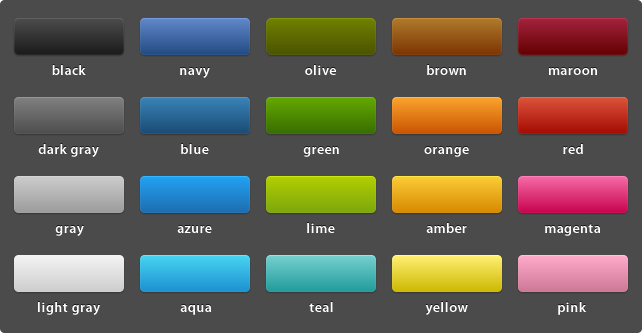 black navy olive brown maroon
dark gray blue green orange red
gray azure lime amber magenta
light gray aqua teal yellow pink